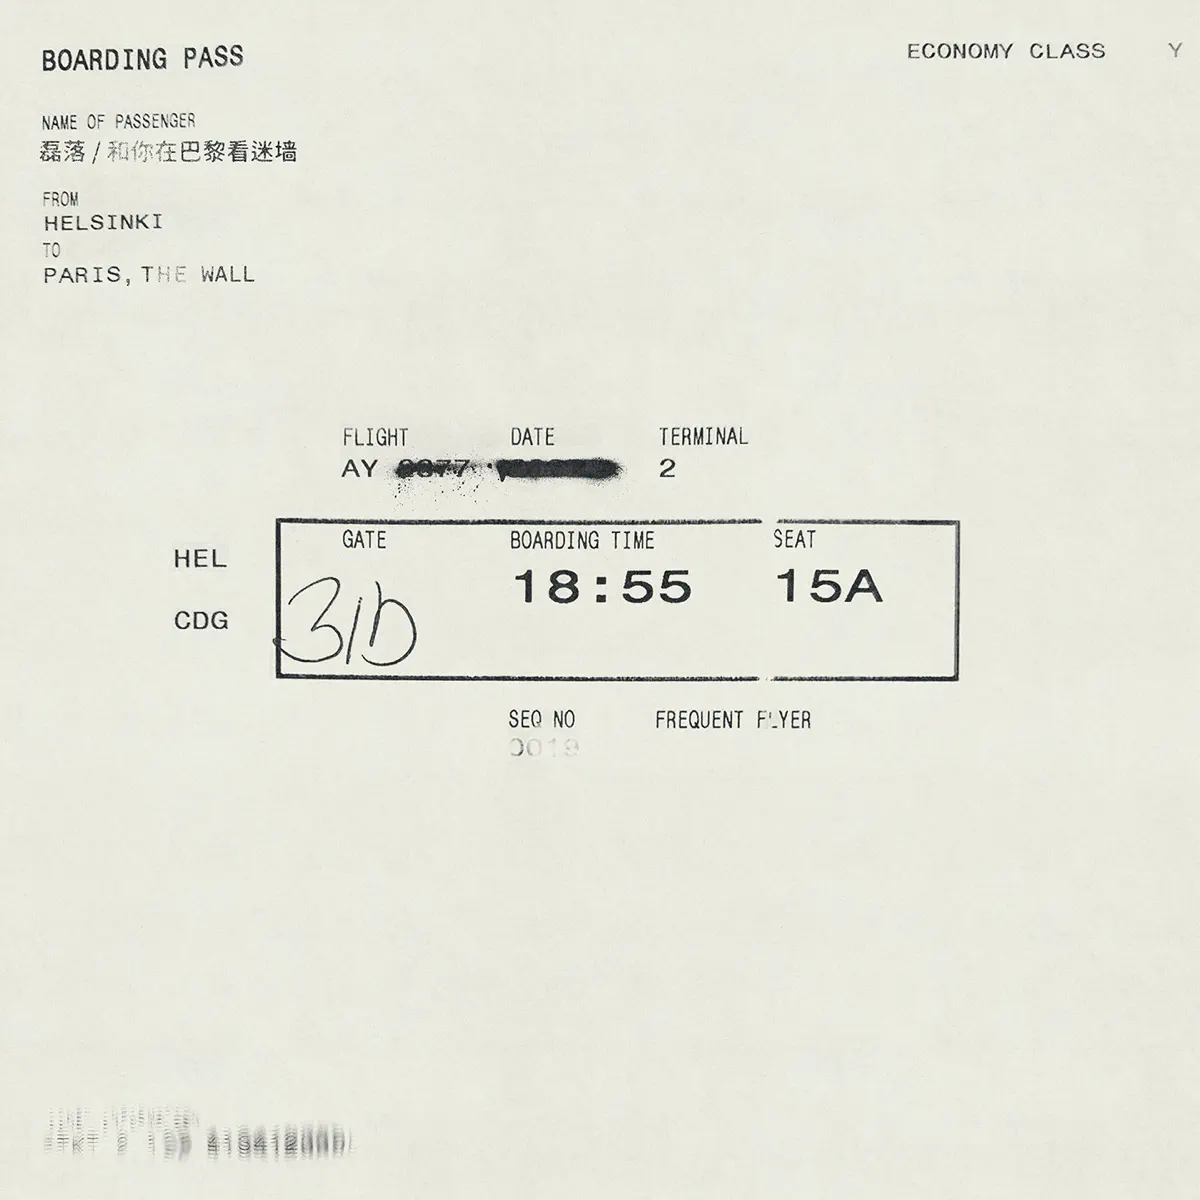 BOARDING PASS
ECONOMY CLASS Y
NAME OF PASSENGER
磊落/和你在巴黎看迷墙
FROM
HELSINKI
TO
PARIS, THE WALL
FLIGHT DATE TERMINAL
AY 2
GATE BOARDING TIME SEAT
HEL
18:55 15A
CDG
31b
SEQ NO FREQUENT FLYER
0019